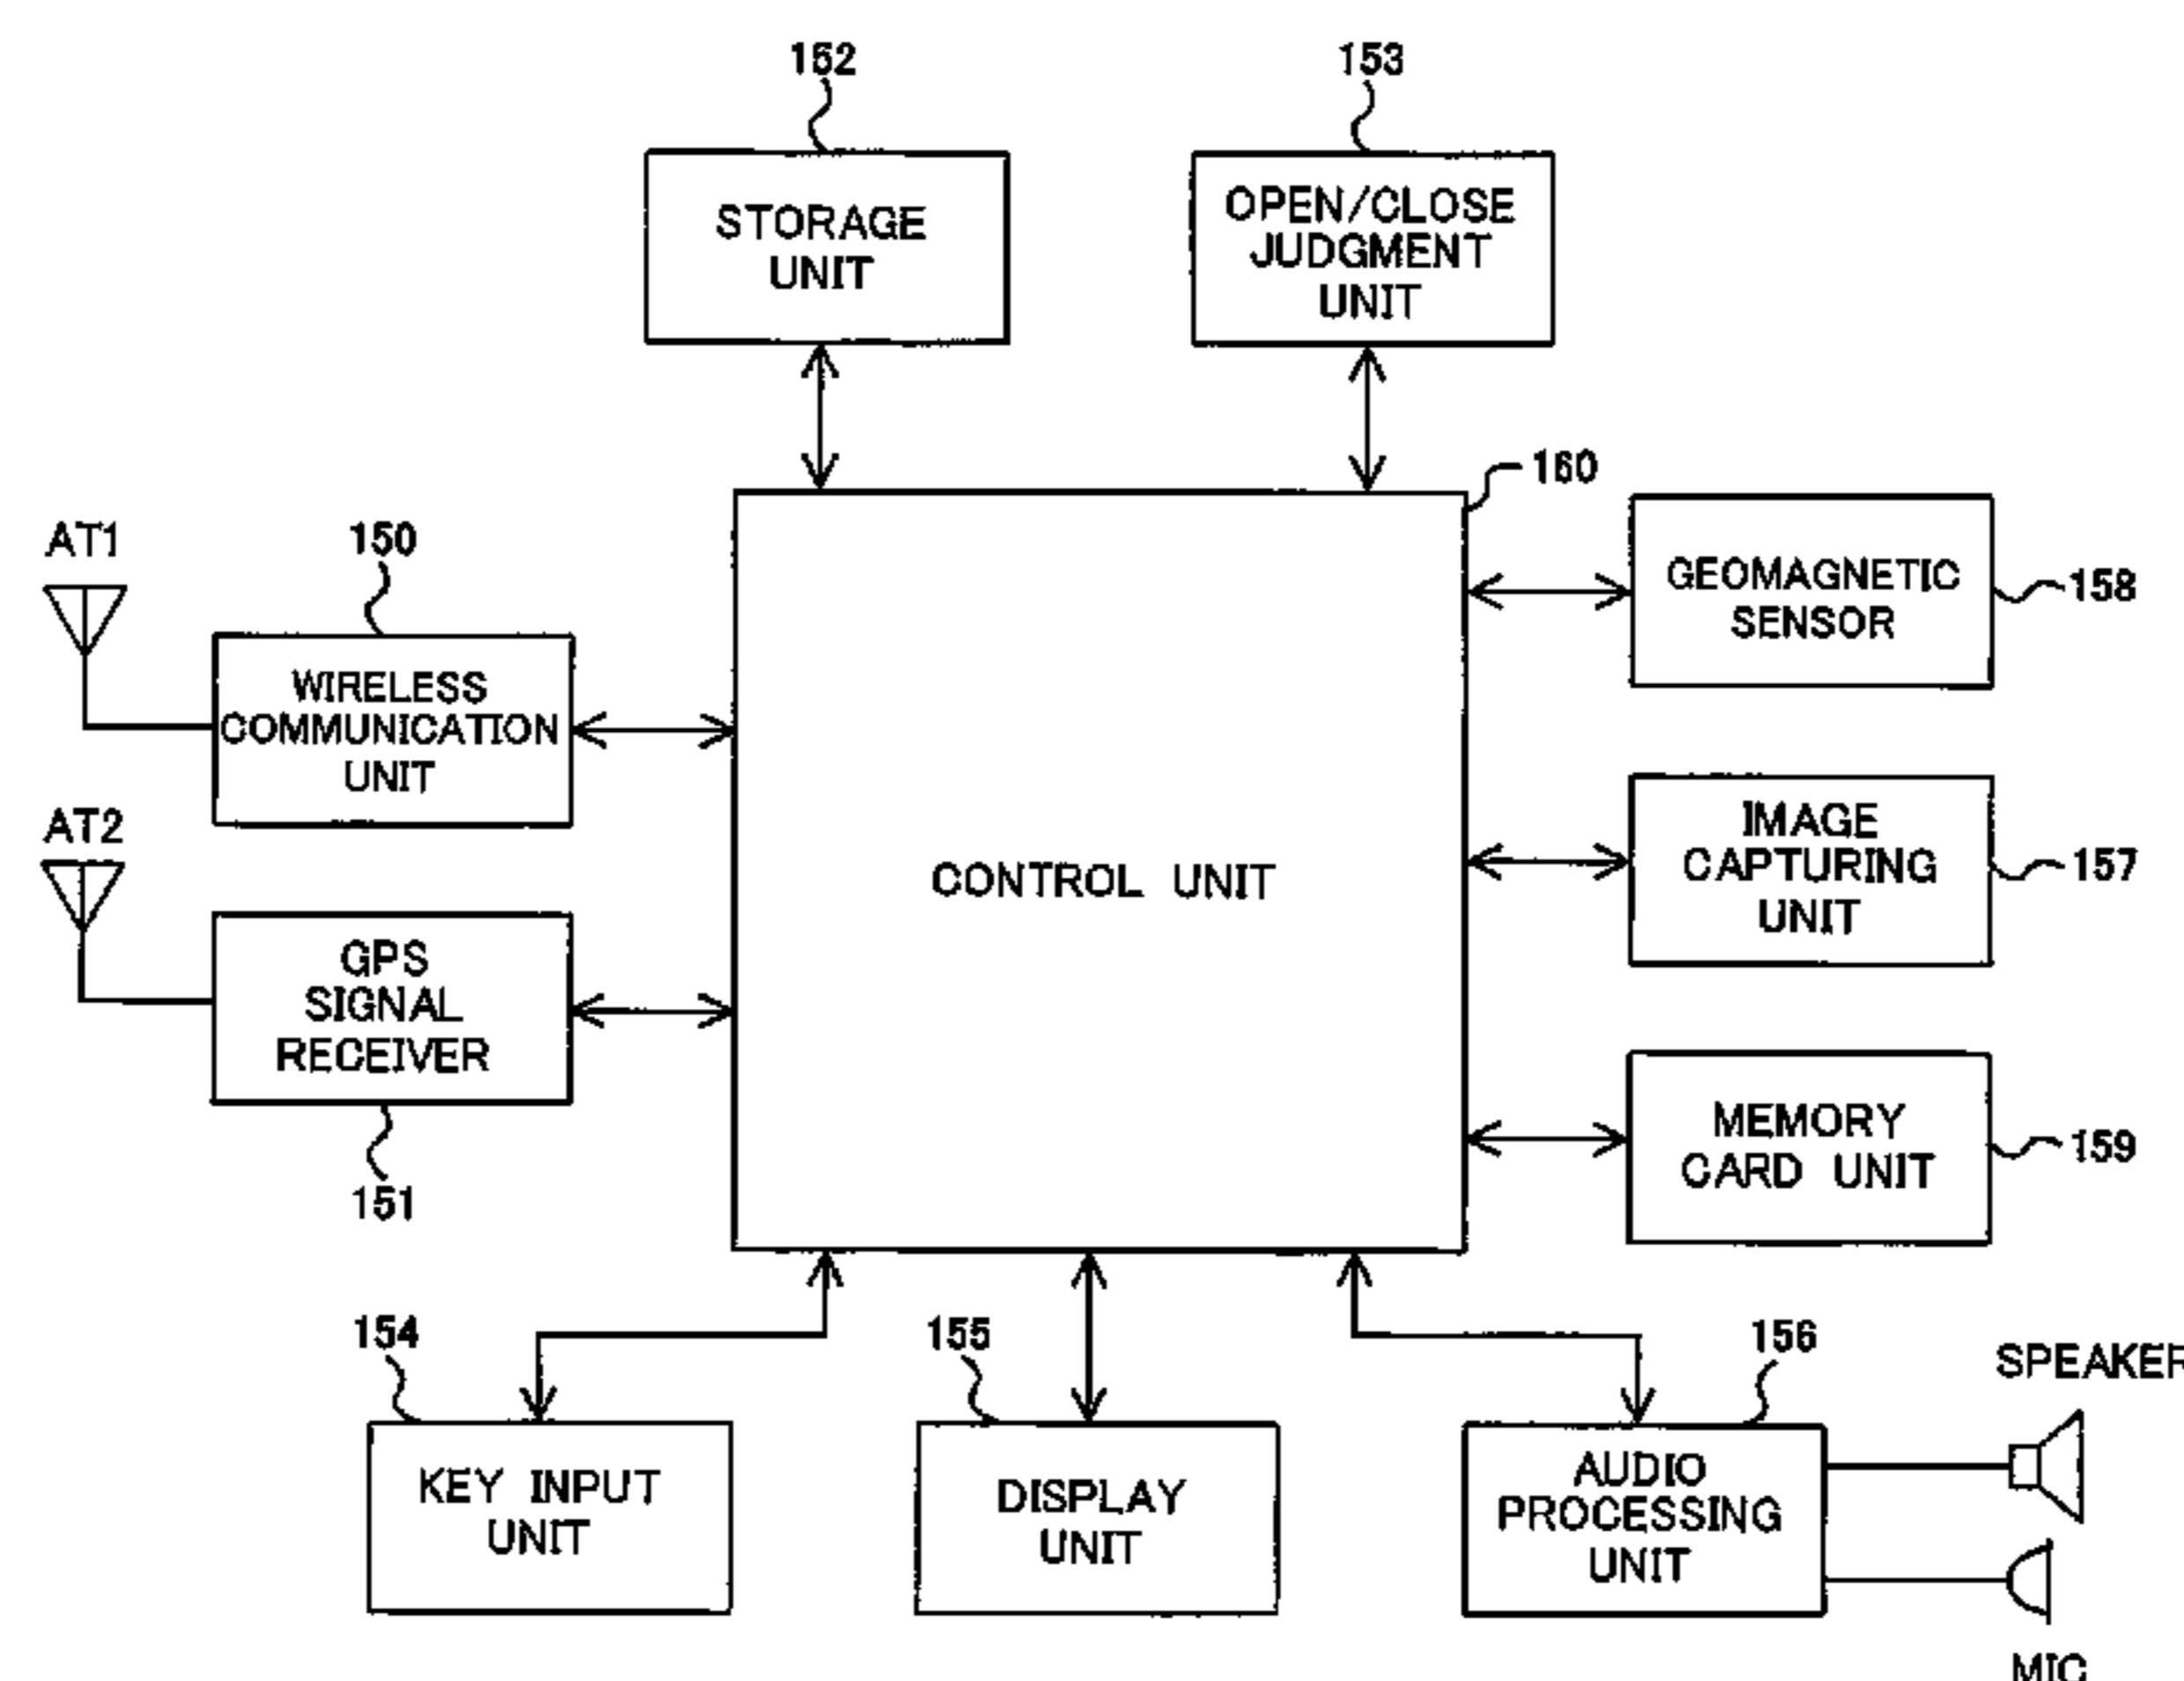 152
153
STORAGE
UNIT
OPEN/CLOSE
JUDGMENT
UNIT
160
AT1
150
WIRELESS
COMMUNICATION
UNIT
GEOMAGNETIC
SENSOR
158
AT2
GPS
SIGNAL
RECEIVER
151
CONTROL UNIT
IMAGE
CAPTURING
UNIT
157
MEMORY
CARD UNIT
159
154
155
156
SPEAKER
KEY INPUT
UNIT
DISPLAY
UNIT
AUDIO
PROCESSING
UNIT
MIC